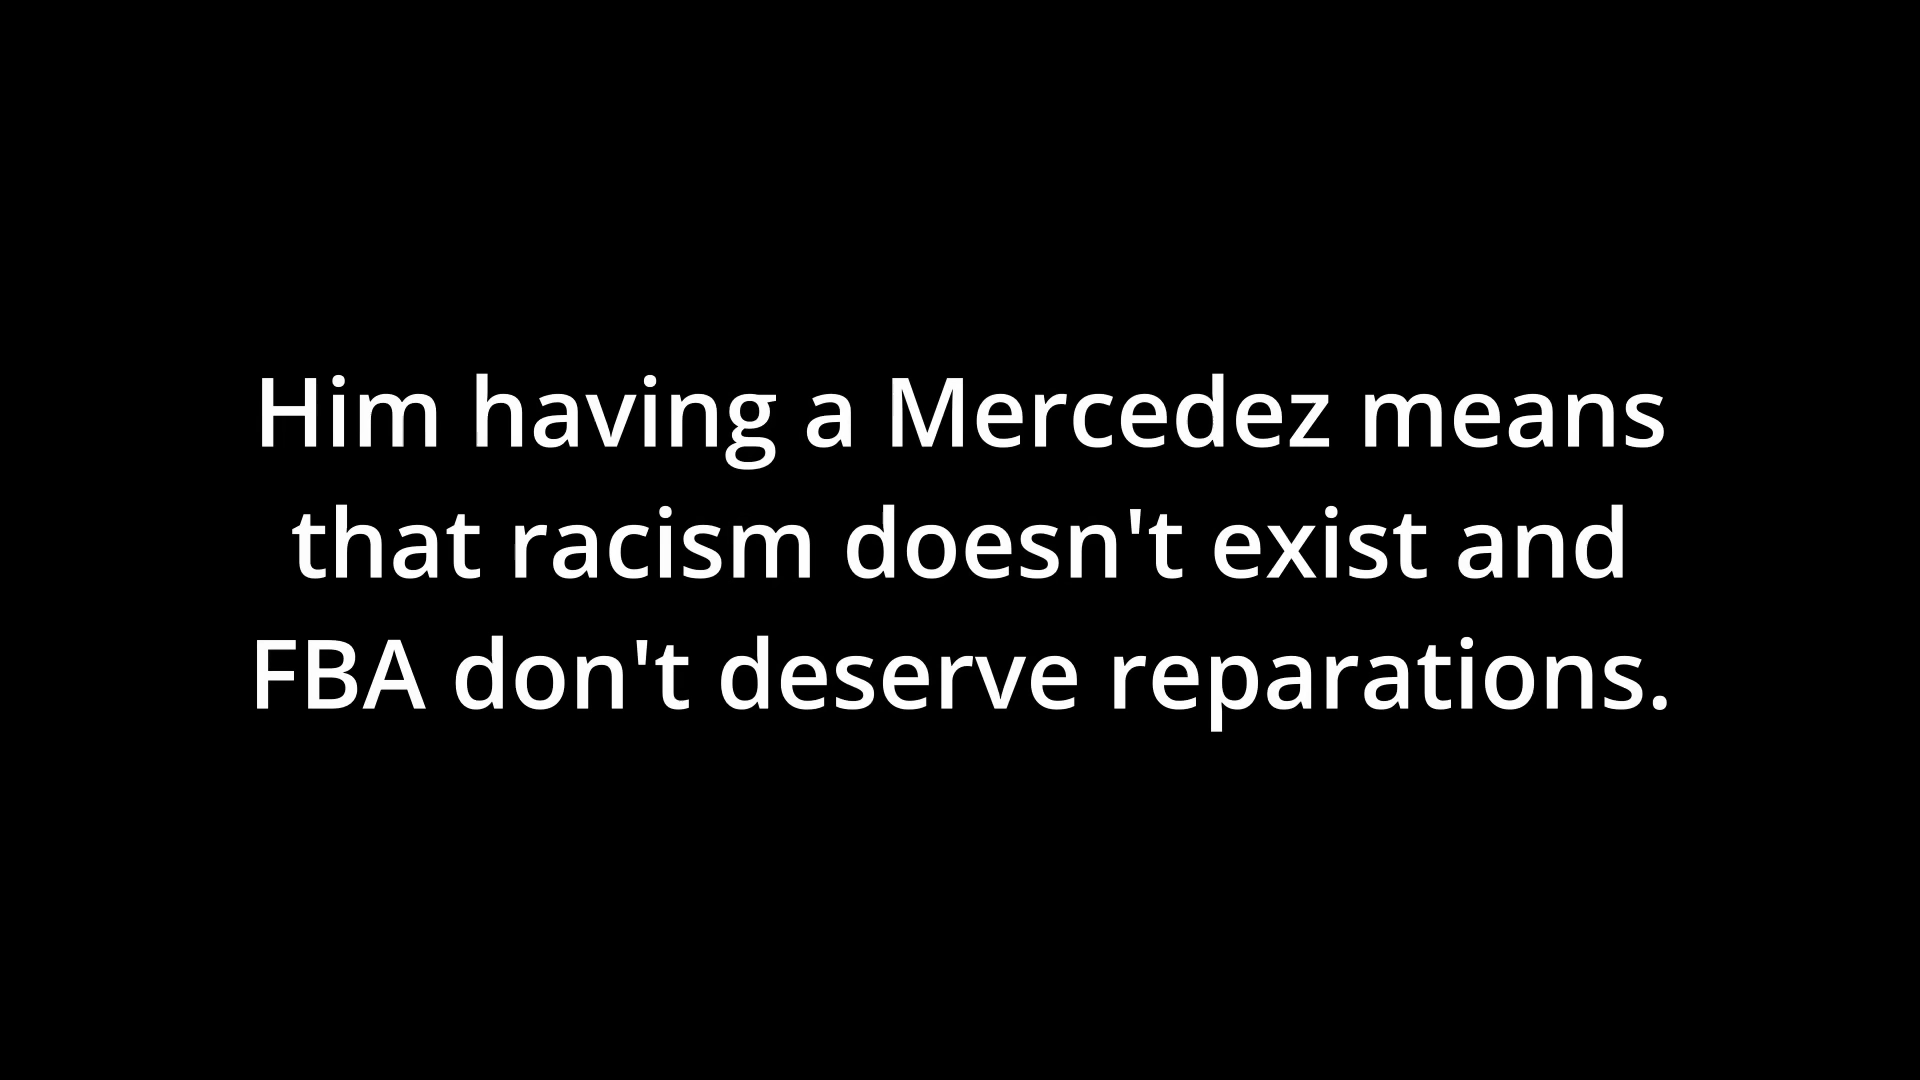 Him having a Mercedez means
that racism doesn't exist and
FBA don't deserve reparations.